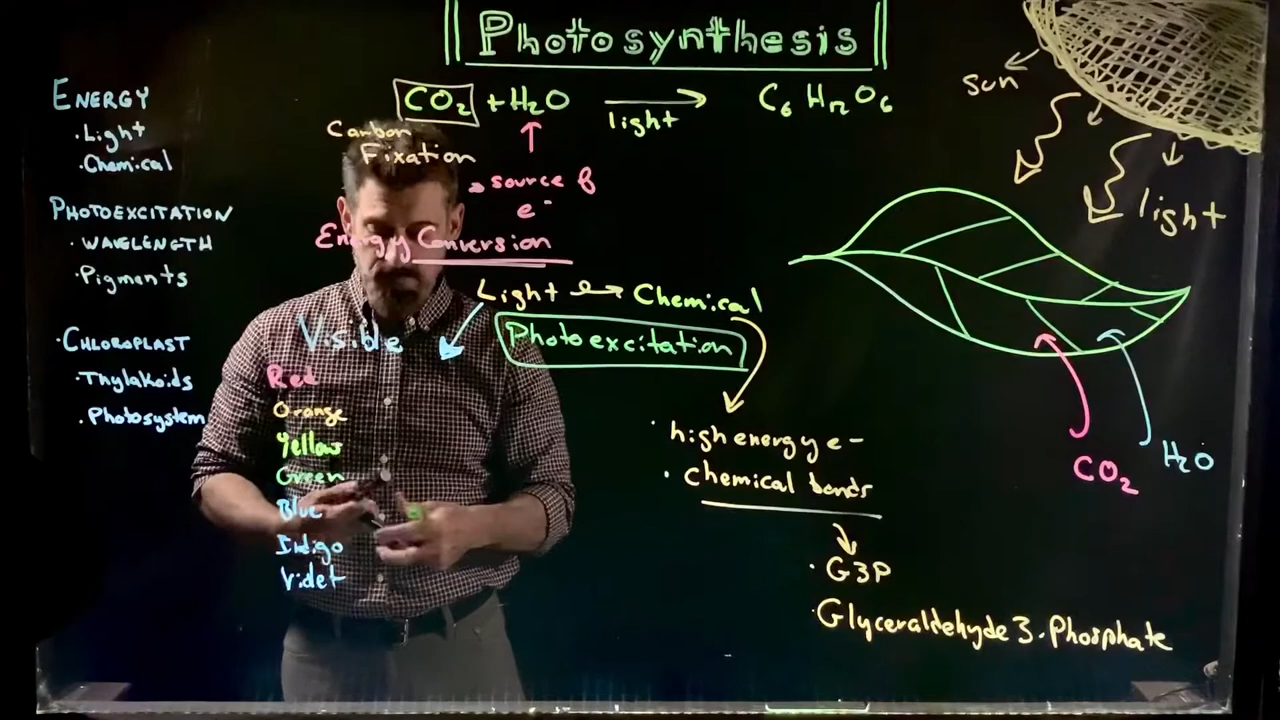 Photosynthesis
ENERGY
· Light
· Chemical
PHOTOEXCITATION
· WAVELENGTH
· Pigments
· CHLOROPLAST
· Thylakoids
· Photosystem
CO2 + H2O → C6 H12 O6
light
Carbon
Fixation
source of
e-
Energy Conversion
Light → Chemical
Photoexcitation
Visible
Red
Orange
Yellow
Green
Blue
Indigo
Violet
· high energy e-
· chemical bonds
· G3P
· Glyceraldehyde 3-Phosphate
sun
light
CO2
H2O